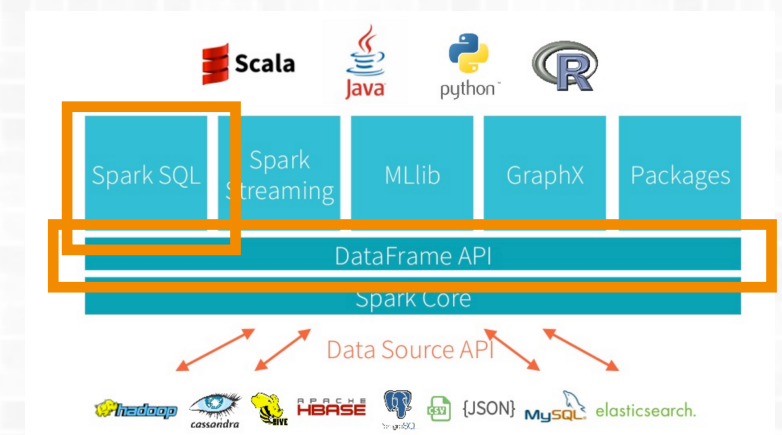 Scala
Java
python
R
Spark SQL
Spark
Streaming
MLlib
GraphX
Packages
DataFrame API
Spark Core
Data Source API
hadoop
cassandra
HIVE
APACHE
HBASE
CSV
{JSON}
MySQL
elasticsearch.